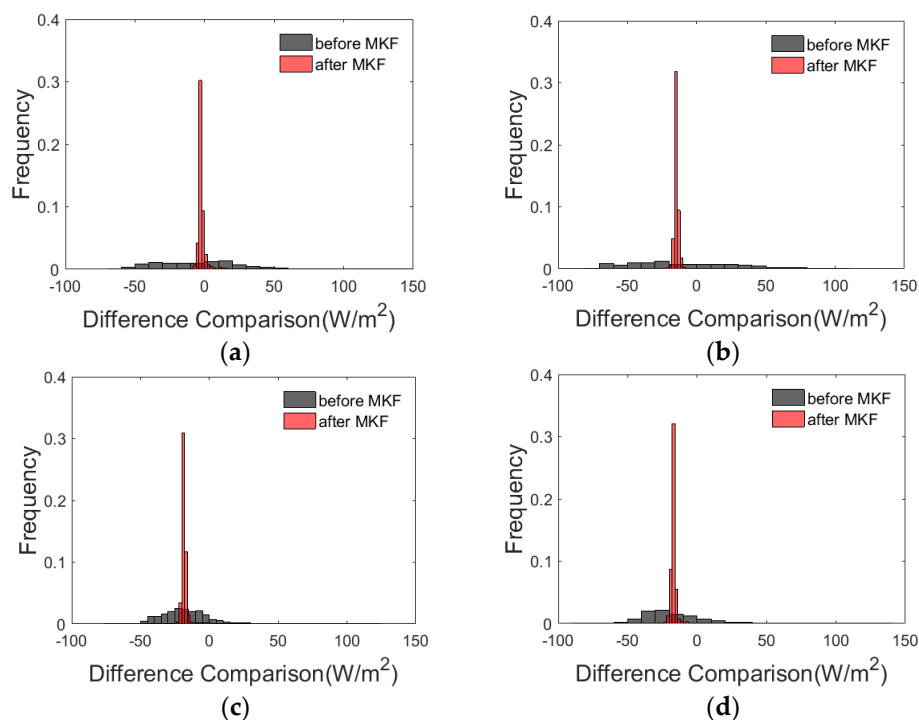 0.4
before MKF
after MKF
0.3
Frequency
0.2
0.1
0
-100 -50 0 50 100 150
Difference Comparison(W/m²)
(a)
0.4
before MKF
after MKF
0.3
Frequency
0.2
0.1
0
-100 -50 0 50 100 150
Difference Comparison(W/m²)
(b)
0.4
before MKF
after MKF
0.3
Frequency
0.2
0.1
0
-100 -50 0 50 100 150
Difference Comparison(W/m²)
(c)
0.4
before MKF
after MKF
0.3
Frequency
0.2
0.1
0
-100 -50 0 50 100 150
Difference Comparison(W/m²)
(d)